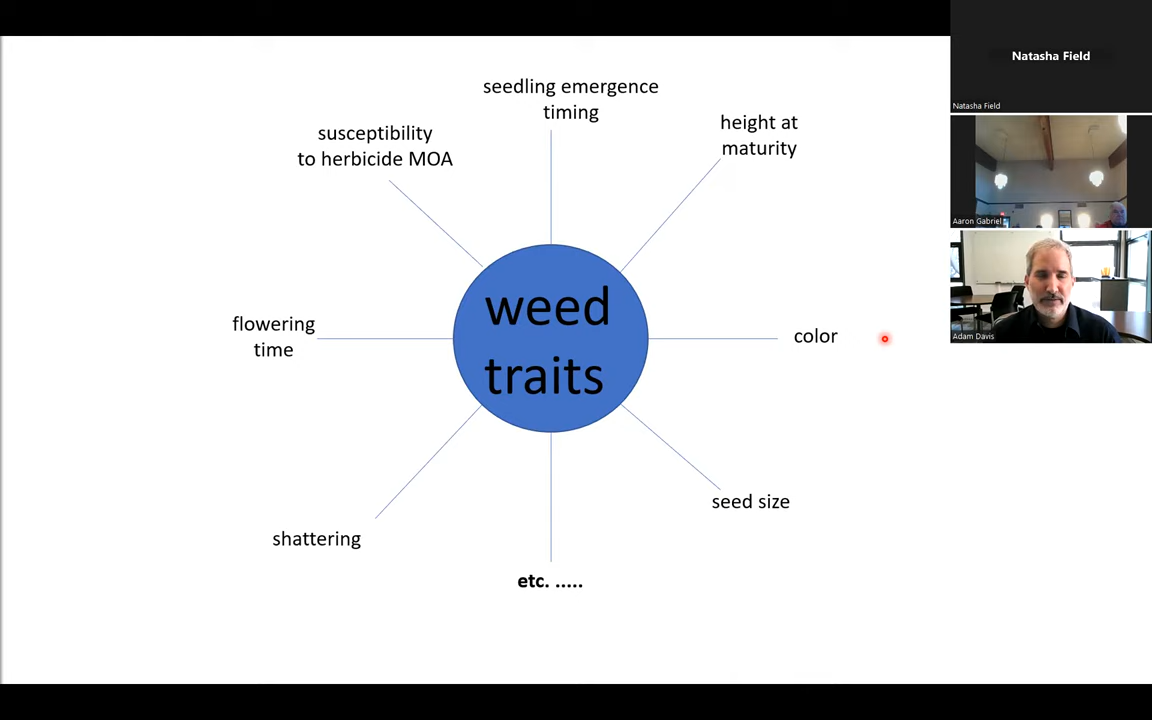 seedling emergence
timing
susceptibility
to herbicide MOA
height at
maturity
weed
traits
flowering
time
color
seed size
shattering
etc. .....
Natasha Field
Natasha Field
Aaron Gabriel
Adam Davis